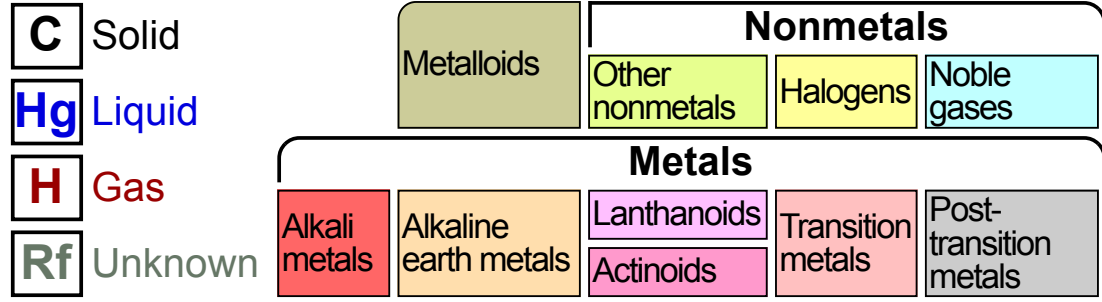 C Solid
Hg Liquid
H Gas
Rf Unknown
Metalloids
Nonmetals
Other
nonmetals
Halogens
Noble
gases
Metals
Alkali
metals
Alkaline
earth metals
Lanthanoids
Actinoids
Transition
metals
Post-
transition
metals